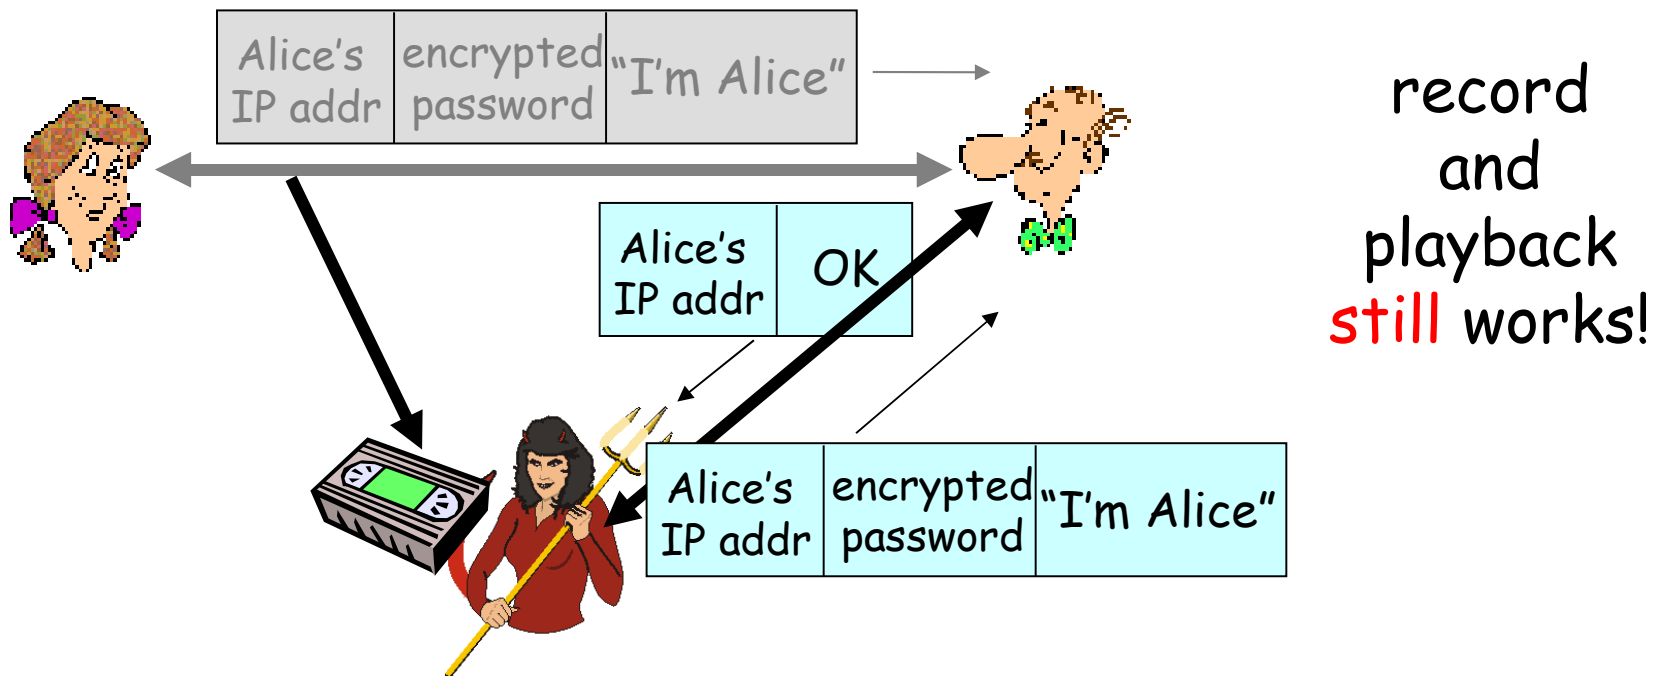 Alice’s
IP addr
encrypted
password
“I’m Alice”
record
and
playback
still works!
Alice’s
IP addr
OK
Alice’s
IP addr
encrypted
password
“I’m Alice”